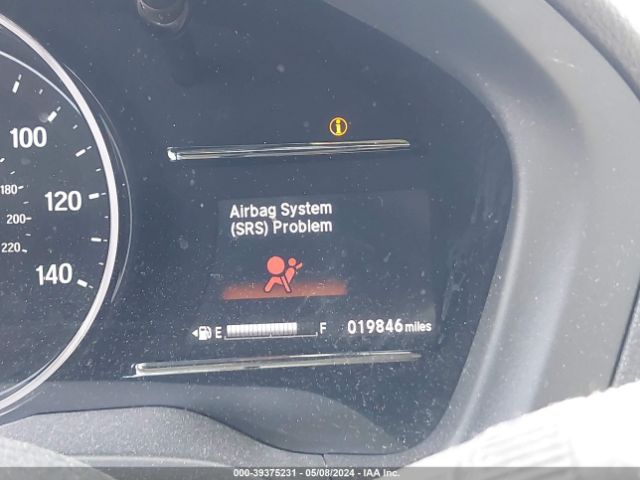 100
120
140
180
200
220
i
Airbag System
(SRS) Problem
E F 019846 miles
000-39375231 - 05/08/2024 - IAA Inc.